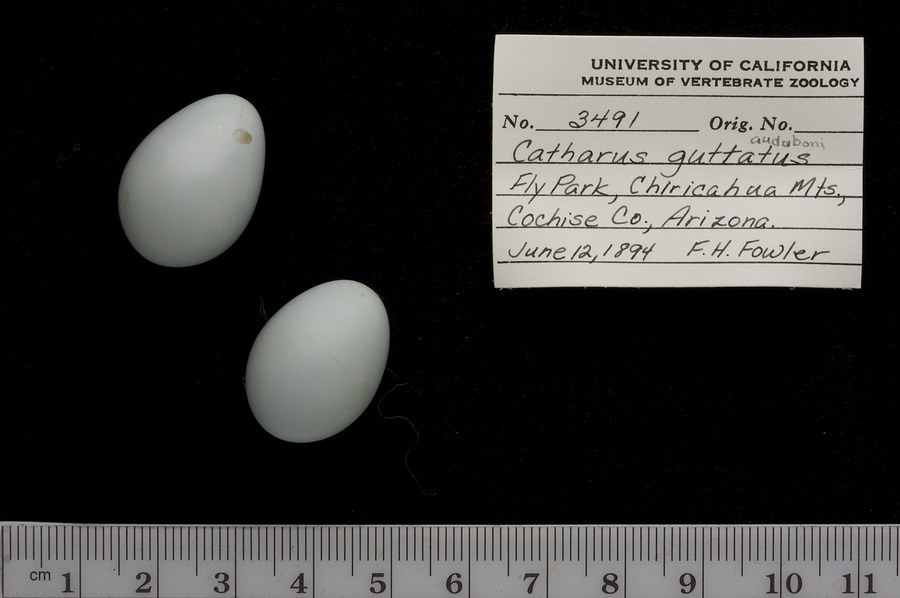 UNIVERSITY OF CALIFORNIA
MUSEUM OF VERTEBRATE ZOOLOGY
No. 3491 Orig. No.
audaboni
Catharus guttatus
Fly Park, Chiricahua Mts.,
Cochise Co., Arizona.
June 12, 1894 F.H. Fowler
cm 1 2 3 4 5 6 7 8 9 10 11